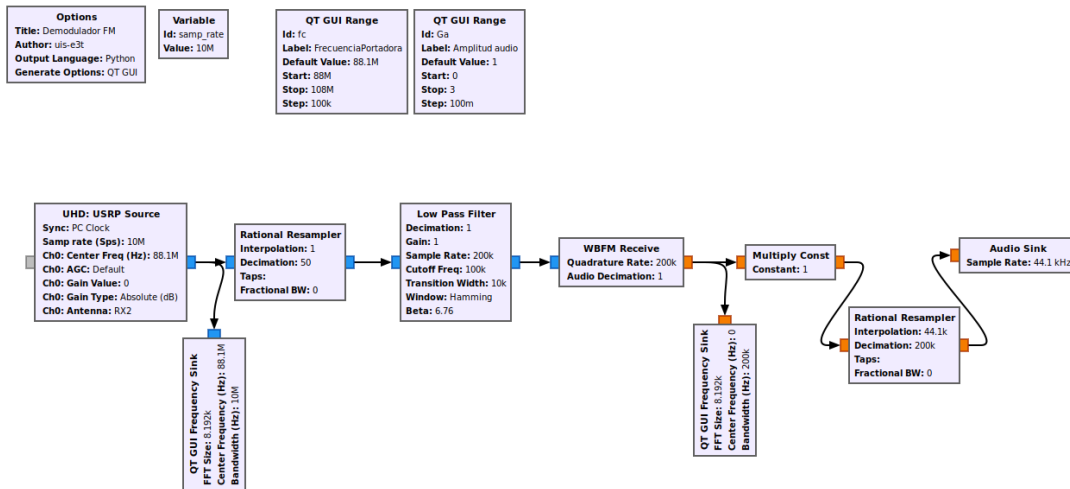 Options
Title: Demodulador FM
Author: uis-e3t
Output Language: Python
Generate Options: QT GUI
Variable
Id: samp_rate
Value: 10M
QT GUI Range
Id: fc
Label: FrecuenciaPortadora
Default Value: 88.1M
Start: 88M
Stop: 108M
Step: 100k
QT GUI Range
Id: Ga
Label: Amplitud audio
Default Value: 1
Start: 0
Stop: 3
Step: 100m
UHD: USRP Source
Sync: PC Clock
Samp rate (Sps): 10M
Ch0: Center Freq (Hz): 88.1M
Ch0: AGC: Default
Ch0: Gain Value: 0
Ch0: Gain Type: Absolute (dB)
Ch0: Antenna: RX2
Rational Resampler
Interpolation: 1
Decimation: 50
Taps:
Fractional BW: 0
Low Pass Filter
Decimation: 1
Gain: 1
Sample Rate: 200k
Cutoff Freq: 100k
Transition Width: 10k
Window: Hamming
Beta: 6.76
WBFM Receive
Quadrature Rate: 200k
Audio Decimation: 1
Multiply Const
Constant: 1
Audio Sink
Sample Rate: 44.1 kHz
Rational Resampler
Interpolation: 44.1k
Decimation: 200k
Taps:
Fractional BW: 0
QT GUI Frequency Sink
FFT Size: 8.192k
Center Frequency (Hz): 88.1M
Bandwidth (Hz): 10M
QT GUI Frequency Sink
FFT Size: 8.192k
Center Frequency (Hz): 0
Bandwidth (Hz): 200k